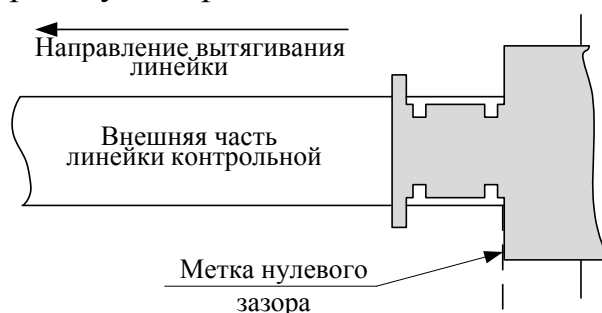 Направление вытягивания
линейки
Внешняя часть
линейки контрольной
Метка нулевого
зазора